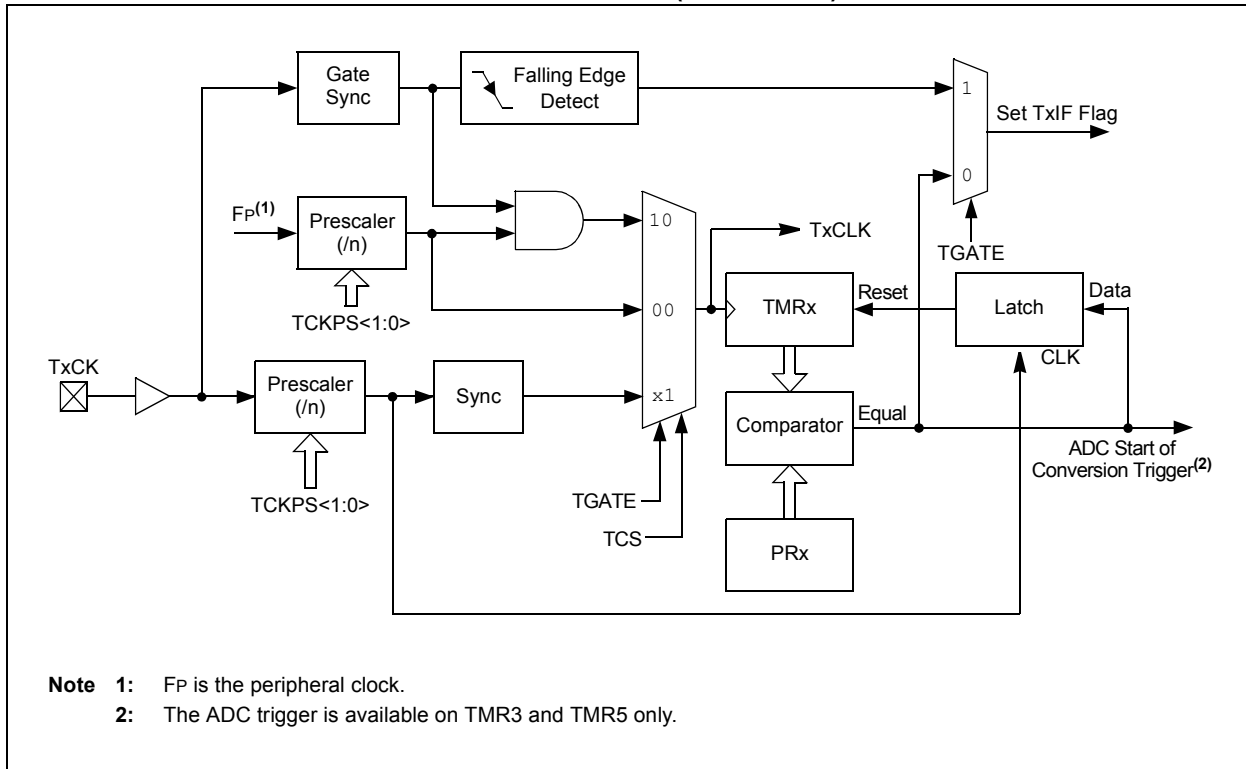 Gate
Sync
Falling Edge
Detect
1
Set TxIF Flag
0
TGATE
FP(1)
Prescaler
(/n)
TCKPS<1:0>
10
00
x1
TxCLK
TMRx
Reset
Latch
Data
CLK
TxCK
Prescaler
(/n)
TCKPS<1:0>
Sync
Comparator
Equal
ADC Start of
Conversion Trigger(2)
TGATE
TCS
PRx
Note 1: FP is the peripheral clock.
2: The ADC trigger is available on TMR3 and TMR5 only.